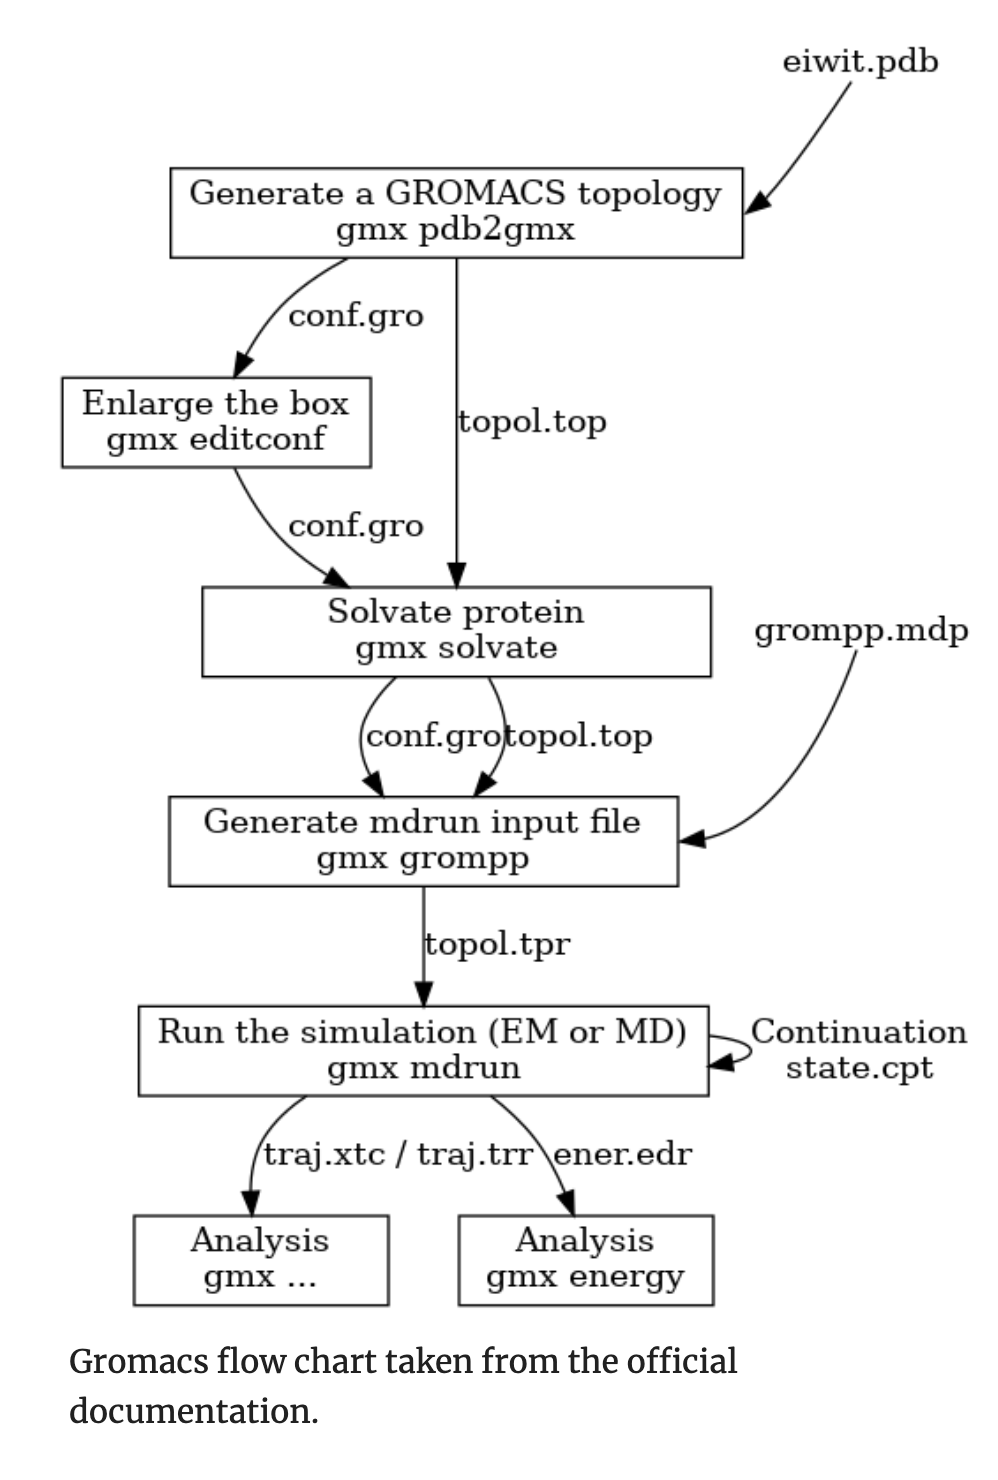 eiwit.pdb
Generate a GROMACS topology
gmx pdb2gmx
conf.gro
topol.top
Enlarge the box
gmx editconf
conf.gro
Solvate protein
gmx solvate
grompp.mdp
conf.gro
topol.top
Generate mdrun input file
gmx grompp
topol.tpr
Run the simulation (EM or MD)
gmx mdrun
Continuation
state.cpt
traj.xtc / traj.trr
ener.edr
Analysis
gmx ...
Analysis
gmx energy
Gromacs flow chart taken from the official
documentation.